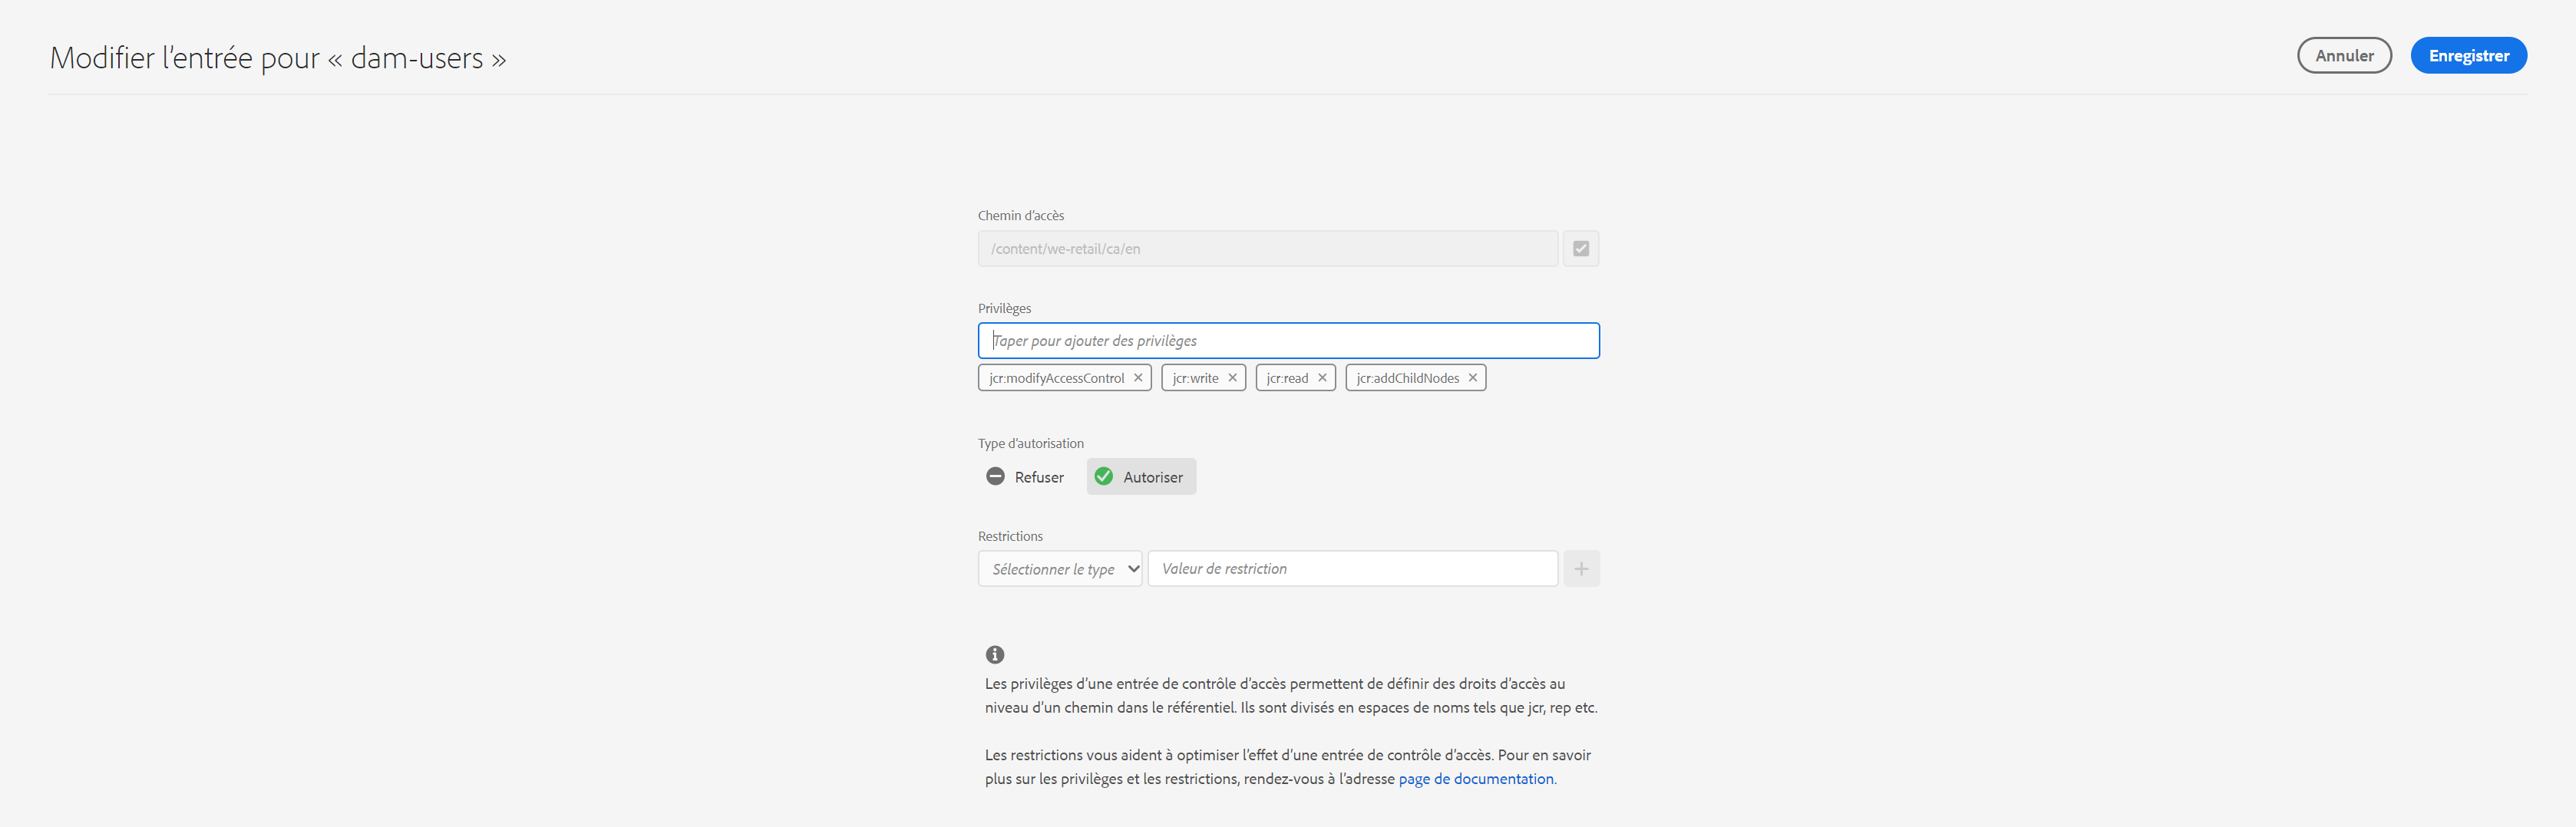 Modifier l’entrée pour « dam-users »
Annuler
Enregistrer
Chemin d’accès
/content/we-retail/ca/en
Privilèges
Taper pour ajouter des privilèges
jcr:modifyAccessControl
jcr:write
jcr:read
jcr:addChildNodes
Type d’autorisation
Refuser
Autoriser
Restrictions
Sélectionner le type
Valeur de restriction
Les privilèges d’une entrée de contrôle d’accès permettent de définir des droits d’accès au
niveau d’un chemin dans le référentiel. Ils sont divisés en espaces de noms tels que jcr, rep etc.
Les restrictions vous aident à optimiser l’effet d’une entrée de contrôle d’accès. Pour en savoir
plus sur les privilèges et les restrictions, rendez-vous à l’adresse page de documentation.